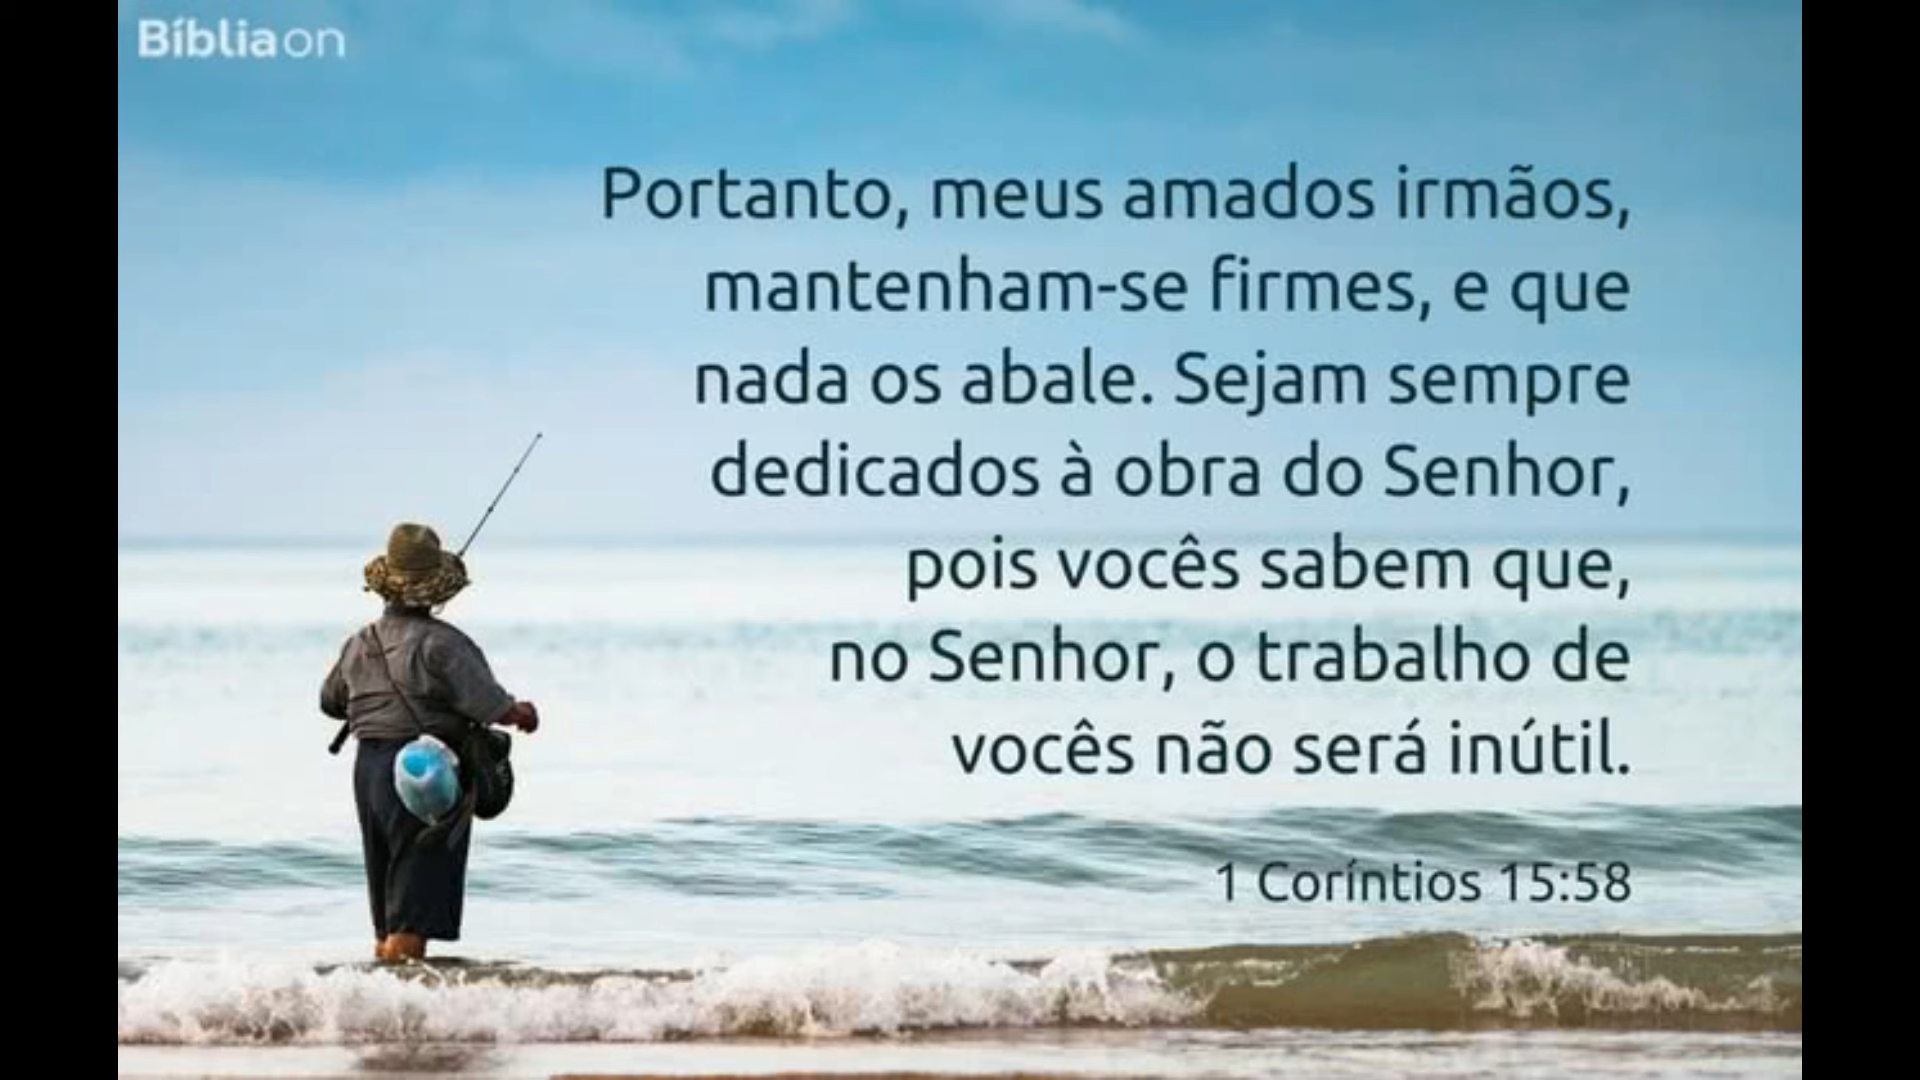 Bíbliaon
Portanto, meus amados irmãos,
mantenham-se firmes, e que
nada os abale. Sejam sempre
dedicados à obra do Senhor,
pois vocês sabem que,
no Senhor, o trabalho de
vocês não será inútil.
1 Coríntios 15:58